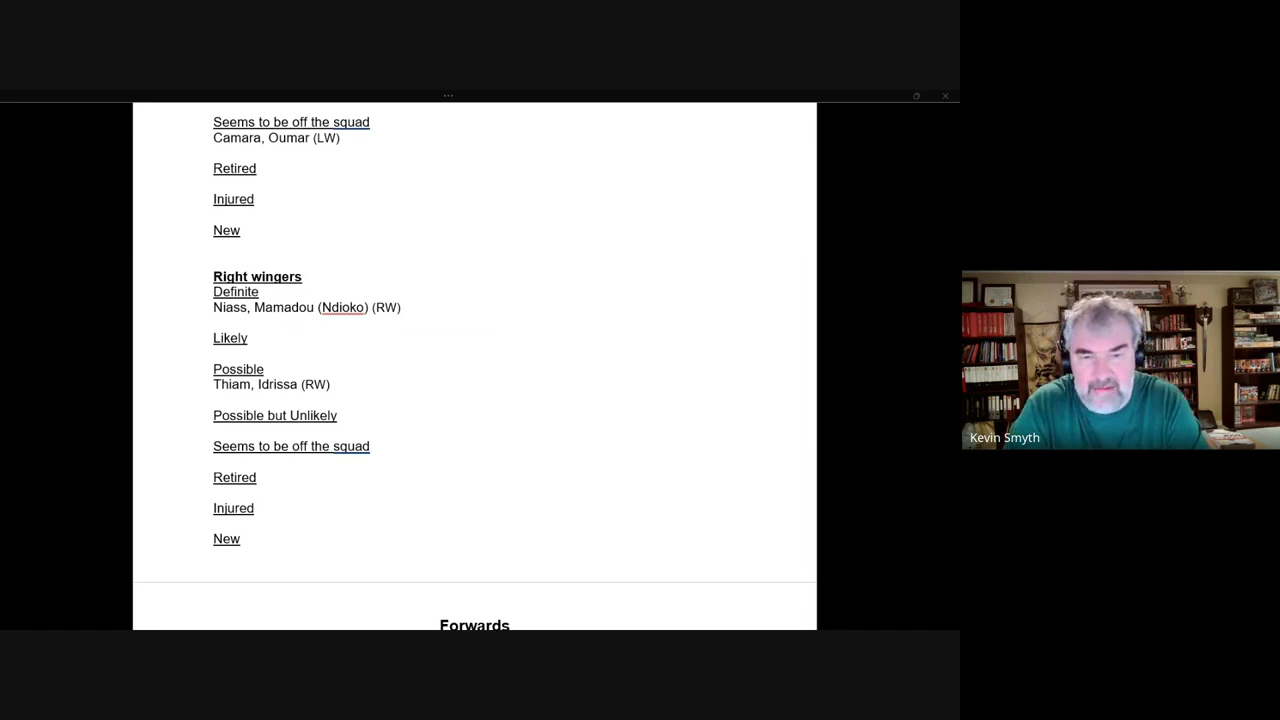 Seems to be off the squad
Camara, Oumar (LW)
Retired
Injured
New
Right wingers
Definite
Niass, Mamadou (Ndioko) (RW)
Likely
Possible
Thiam, Idrissa (RW)
Possible but Unlikely
Seems to be off the squad
Retired
Injured
New
Forwards
Kevin Smyth